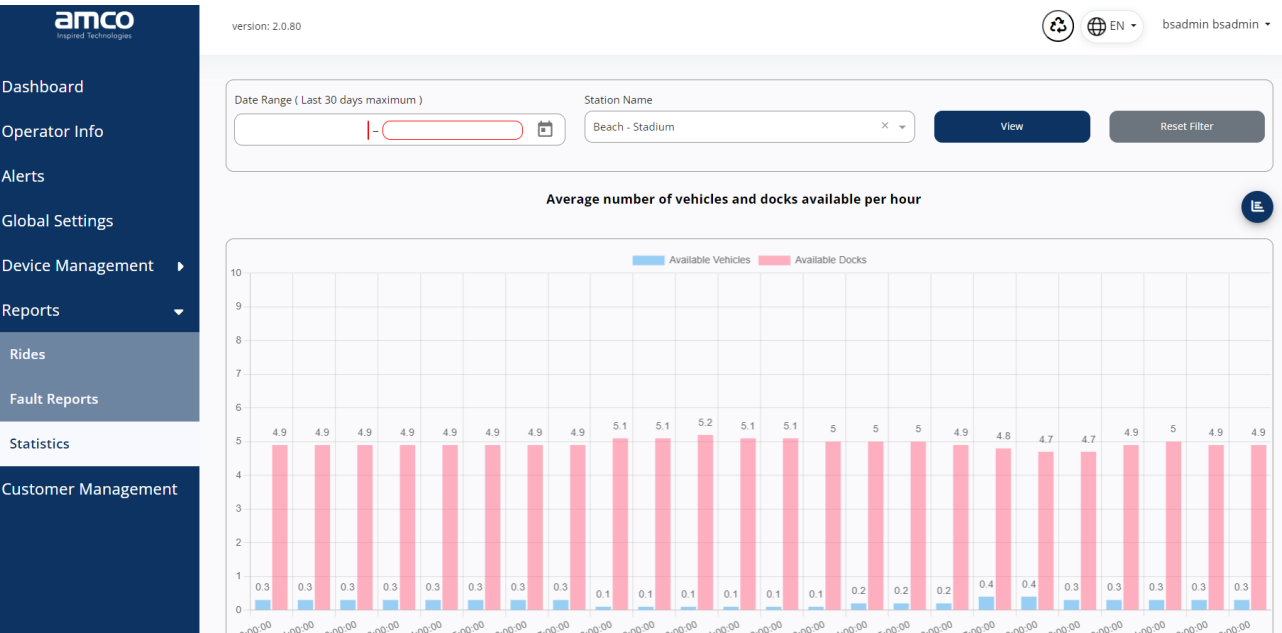 amco
Inspired Technologies
version: 2.0.80
EN
bsadmin bsadmin
Dashboard
Operator Info
Alerts
Global Settings
Device Management
Reports
Rides
Fault Reports
Statistics
Customer Management
Date Range ( Last 30 days maximum )
–
Station Name
Beach - Stadium
×
View
Reset Filter
Average number of vehicles and docks available per hour
Available Vehicles Available Docks
10
9
8
7
6
5
4
3
2
1
0
4.9 4.9 4.9 4.9 4.9 4.9 4.9 4.9 5.1 5.1 5.2 5.1 5.1 5 5 5 4.9 4.8 4.7 4.7 4.9 5 4.9 4.9
0.3 0.3 0.3 0.3 0.3 0.3 0.3 0.3 0.1 0.1 0.1 0.1 0.1 0.1 0.2 0.2 0.2 0.4 0.4 0.3 0.3 0.3 0.3 0.3